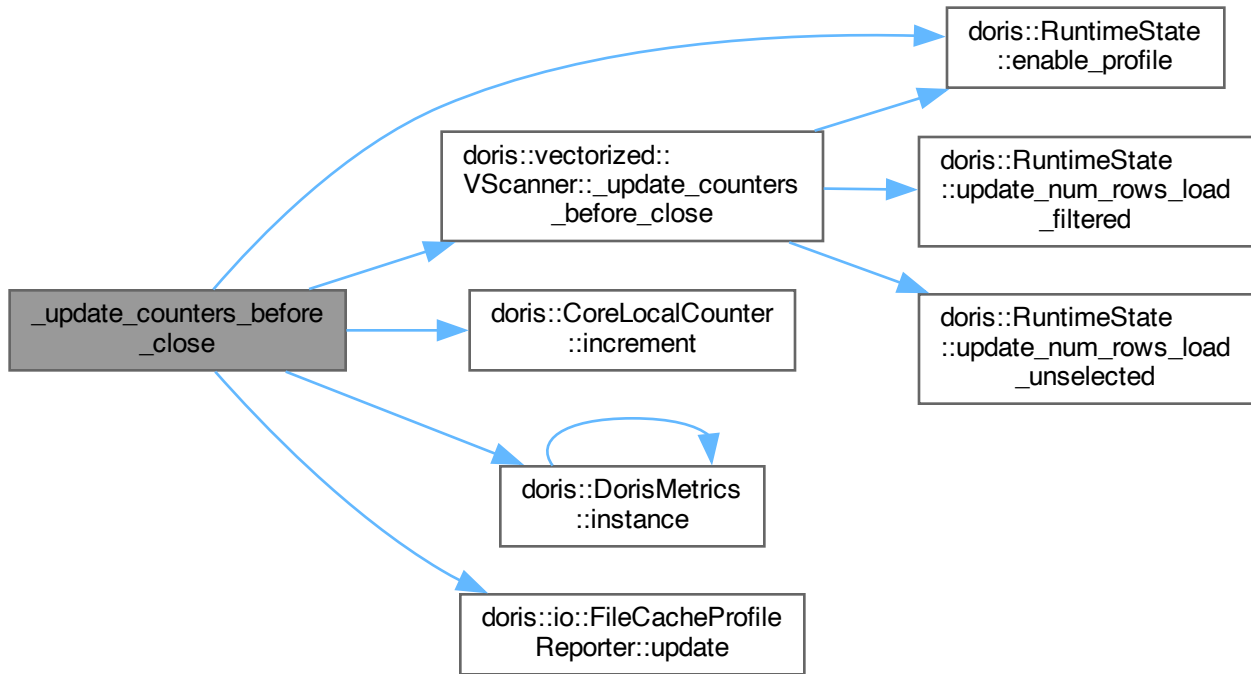 doris::RuntimeState
::enable_profile
doris::vectorized::
VScanner::_update_counters
_before_close
doris::RuntimeState
::update_num_rows_load
_filtered
_update_counters_before
_close
doris::CoreLocalCounter
::increment
doris::RuntimeState
::update_num_rows_load
_unselected
doris::DorisMetrics
::instance
doris::io::FileCacheProfile
Reporter::update